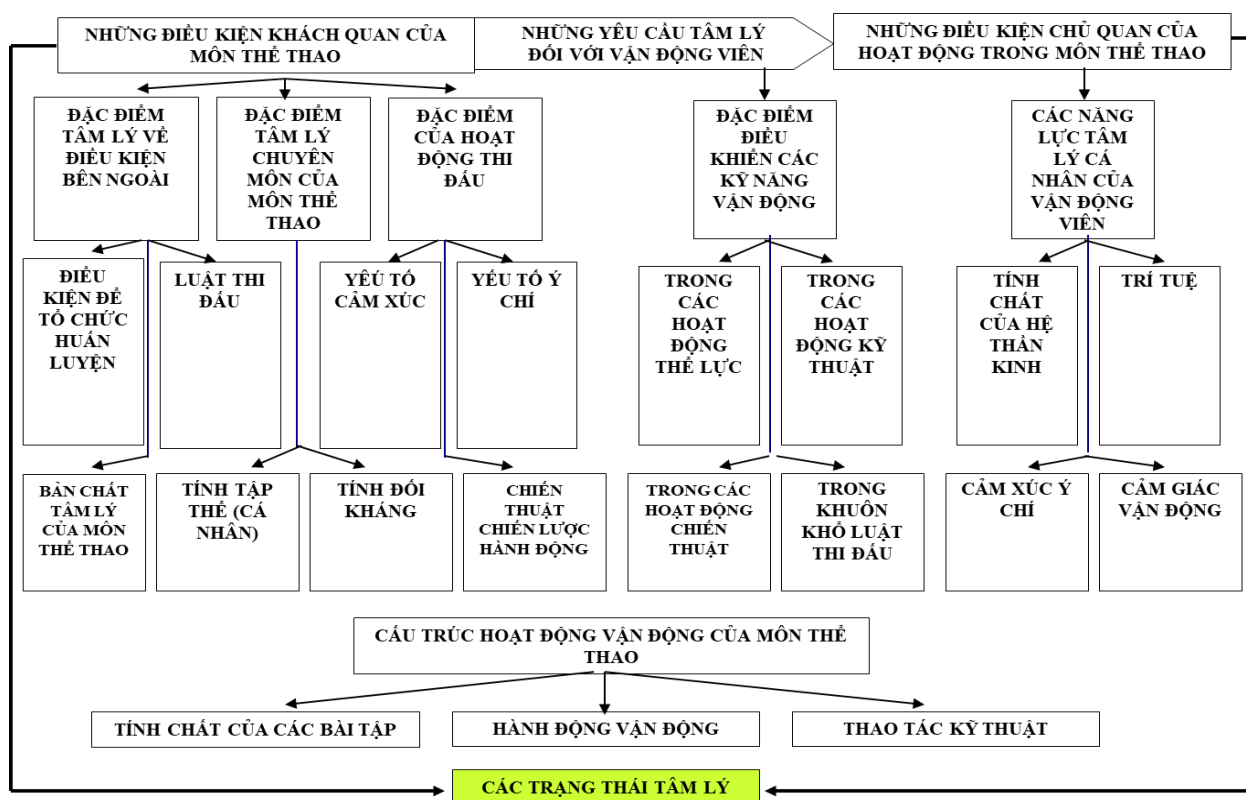 NHỮNG ĐIỀU KIỆN KHÁCH QUAN CỦA
MÔN THỂ THAO
NHỮNG YÊU CẦU TÂM LÝ
ĐỐI VỚI VẬN ĐỘNG VIÊN
NHỮNG ĐIỀU KIỆN CHỦ QUAN CỦA
HOẠT ĐỘNG TRONG MÔN THỂ THAO
ĐẶC ĐIỂM
TÂM LÝ VỀ
ĐIỀU KIỆN
BÊN NGOÀI
ĐẶC ĐIỂM
TÂM LÝ
CHUYÊN
MÔN CỦA
MÔN THỂ
THAO
ĐẶC ĐIỂM
CỦA HOẠT
ĐỘNG THI
ĐẤU
ĐẶC ĐIỂM
ĐIỀU
KHIỂN CÁC
KỸ NĂNG
VẬN ĐỘNG
CÁC NĂNG
LỰC TÂM
LÝ CÁ
NHÂN CỦA
VẬN ĐỘNG
VIÊN
ĐIỀU
KIỆN ĐỂ
TỔ CHỨC
HUẤN
LUYỆN
LUẬT THI
ĐẤU
YẾU TỐ
CẢM XÚC
YẾU TỐ Ý
CHÍ
TRONG
CÁC
HOẠT
ĐỘNG
THỂ LỰC
TRONG
CÁC
HOẠT
ĐỘNG KỸ
THUẬT
TÍNH
CHẤT
CỦA HỆ
THẦN
KINH
TRÍ TUỆ
BẢN CHẤT
TÂM LÝ
CỦA MÔN
THỂ THAO
TÍNH TẬP
THỂ (CÁ
NHÂN)
TÍNH ĐỐI
KHÁNG
CHIẾN
THUẬT
CHIẾN LƯỢC
HÀNH ĐỘNG
TRONG CÁC
HOẠT ĐỘNG
CHIẾN
THUẬT
TRONG
KHUÔN
KHỔ LUẬT
THI ĐẤU
CẢM XÚC Ý
CHÍ
CẢM GIÁC
VẬN ĐỘNG
CẤU TRÚC HOẠT ĐỘNG VẬN ĐỘNG CỦA MÔN THỂ
THAO
TÍNH CHẤT CỦA CÁC BÀI TẬP
HÀNH ĐỘNG VẬN ĐỘNG
THAO TÁC KỸ THUẬT
CÁC TRẠNG THÁI TÂM LÝ